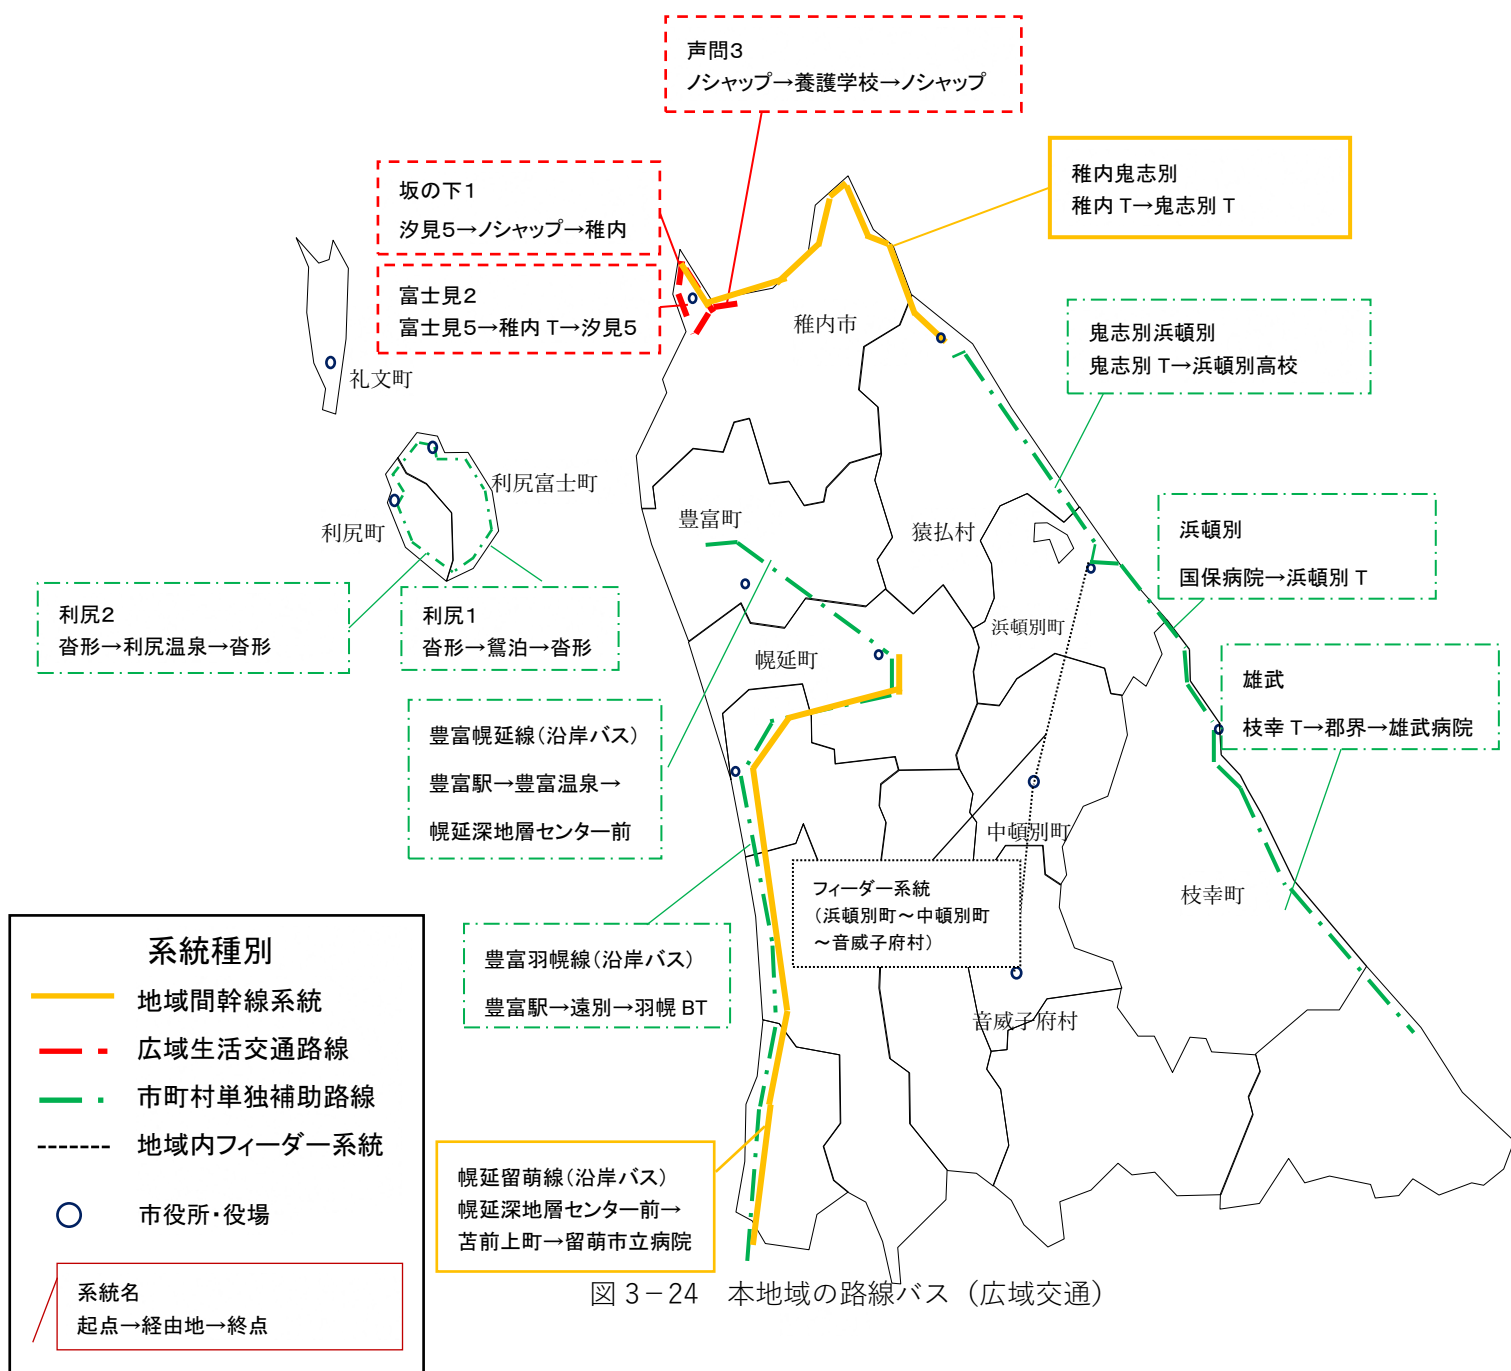 声問3
ノシャップ→養護学校→ノシャップ
坂の下1
汐見5→ノシャップ→稚内
富士見2
富士見5→稚内T→汐見5
稚内鬼志別
稚内T→鬼志別T
鬼志別浜頓別
鬼志別T→浜頓別高校
浜頓別
国保病院→浜頓別T
雄武
枝幸T→郡界→雄武病院
稚内市
礼文町
利尻富士町
利尻町
豊富町
猿払村
浜頓別町
幌延町
中頓別町
枝幸町
音威子府村
利尻2
沓形→利尻温泉→沓形
利尻1
沓形→鴛泊→沓形
豊富幌延線(沿岸バス)
豊富駅→豊富温泉→
幌延深地層センター前
フィーダー系統
(浜頓別町~中頓別町
~音威子府村)
豊富羽幌線(沿岸バス)
豊富駅→遠別→羽幌BT
幌延留萌線(沿岸バス)
幌延深地層センター前→
苫前上町→留萌市立病院
系統種別
地域間幹線系統
広域生活交通路線
市町村単独補助路線
地域内フィーダー系統
市役所・役場
系統名
起点→経由地→終点
図3-24 本地域の路線バス(広域交通)